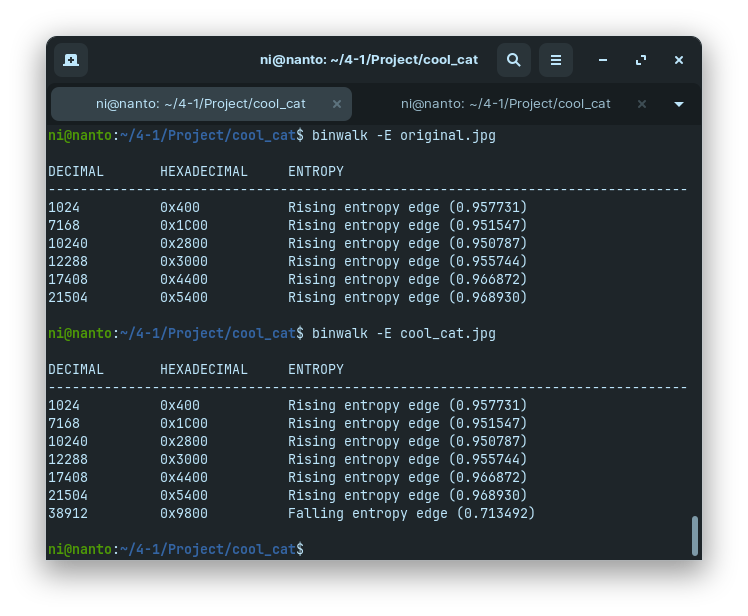 ni@nanto: ~/4-1/Project/cool_cat
ni@nanto: ~/4-1/Project/cool_cat × ni@nanto: ~/4-1/Project/cool_cat ×
ni@nanto:~/4-1/Project/cool_cat$ binwalk -E original.jpg
DECIMAL HEXADECIMAL ENTROPY
--------------------------------------------------------------------------------
1024 0x400 Rising entropy edge (0.957731)
7168 0x1C00 Rising entropy edge (0.951547)
10240 0x2800 Rising entropy edge (0.950787)
12288 0x3000 Rising entropy edge (0.955744)
17408 0x4400 Rising entropy edge (0.966872)
21504 0x5400 Rising entropy edge (0.968930)
ni@nanto:~/4-1/Project/cool_cat$ binwalk -E cool_cat.jpg
DECIMAL HEXADECIMAL ENTROPY
--------------------------------------------------------------------------------
1024 0x400 Rising entropy edge (0.957731)
7168 0x1C00 Rising entropy edge (0.951547)
10240 0x2800 Rising entropy edge (0.950787)
12288 0x3000 Rising entropy edge (0.955744)
17408 0x4400 Rising entropy edge (0.966872)
21504 0x5400 Rising entropy edge (0.968930)
38912 0x9800 Falling entropy edge (0.713492)
ni@nanto:~/4-1/Project/cool_cat$